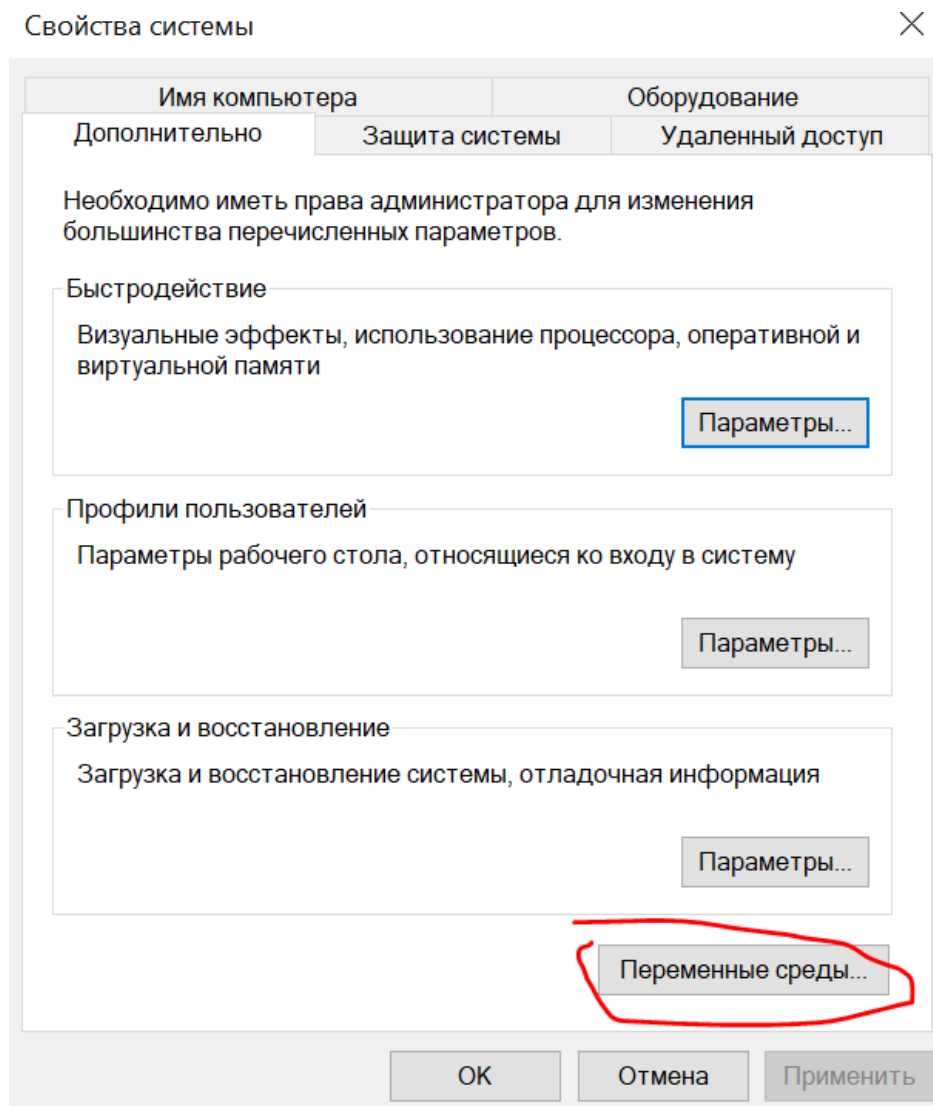 Свойства системы
Имя компьютера
Оборудование
Дополнительно
Защита системы
Удаленный доступ
Необходимо иметь права администратора для изменения
большинства перечисленных параметров.
Быстродействие
Визуальные эффекты, использование процессора, оперативной и
виртуальной памяти
Параметры...
Профили пользователей
Параметры рабочего стола, относящиеся ко входу в систему
Параметры...
Загрузка и восстановление
Загрузка и восстановление системы, отладочная информация
Параметры...
Переменные среды...
ОК
Отмена
Применить